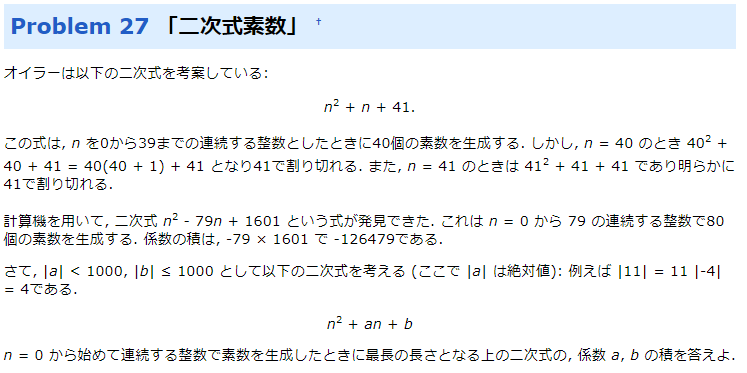 Problem 27 「二次式素数」 †
オイラーは以下の二次式を考案している:
n² + n + 41.
この式は, n を0から39までの連続する整数としたときに40個の素数を生成する. しかし, n = 40 のとき 40² +
40 + 41 = 40(40 + 1) + 41 となり41で割り切れる. また, n = 41 のときは 41² + 41 + 41 であり明らかに
41で割り切れる.
計算機を用いて, 二次式 n² - 79n + 1601 という式が発見できた. これは n = 0 から 79 の連続する整数で80
個の素数を生成する. 係数の積は, -79 × 1601 で -126479である.
さて, |a| < 1000, |b| ≤ 1000 として以下の二次式を考える (ここで |a| は絶対値): 例えば |11| = 11 |-4|
= 4である.
n² + an + b
n = 0 から始めて連続する整数で素数を生成したときに最長の長さとなる上の二次式の, 係数 a, b の積を答えよ.